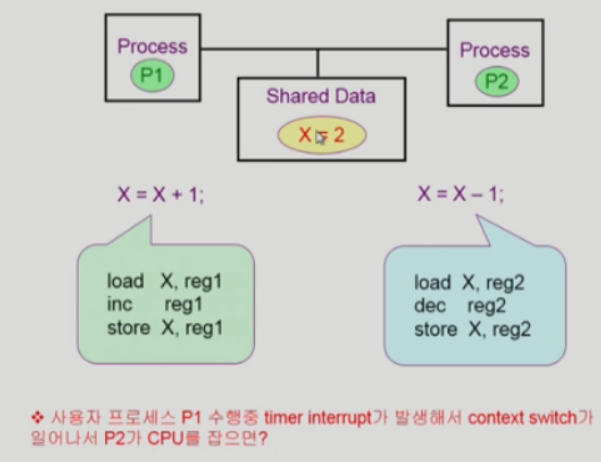 Process
P1
Process
P2
Shared Data
X = 2
X = X + 1;
X = X – 1;
load X, reg1
inc reg1
store X, reg1
load X, reg2
dec reg2
store X, reg2
❖ 사용자 프로세스 P1 수행중 timer interrupt가 발생해서 context switch가
일어나서 P2가 CPU를 잡으면?